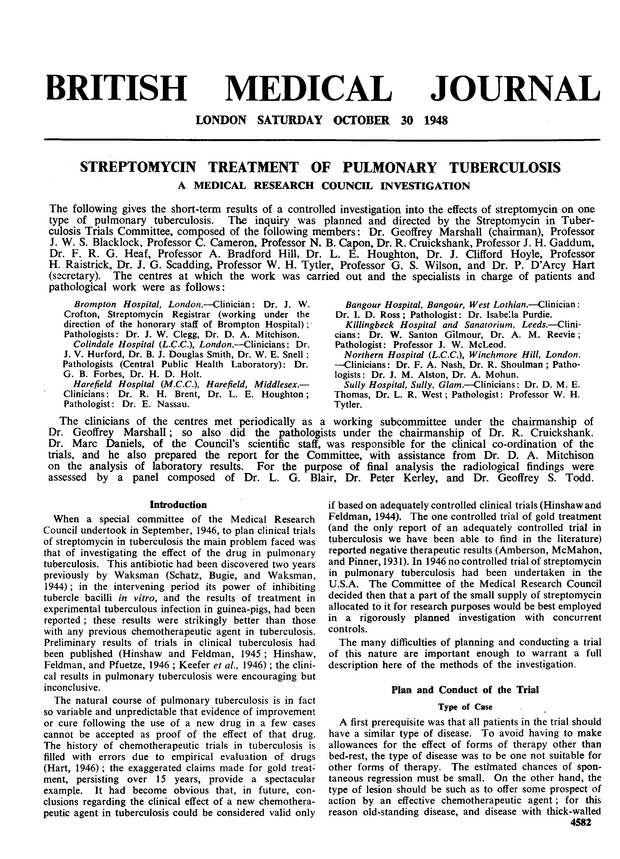 BRITISH MEDICAL JOURNAL
LONDON SATURDAY OCTOBER 30 1948
STREPTOMYCIN TREATMENT OF PULMONARY TUBERCULOSIS
A MEDICAL RESEARCH COUNCIL INVESTIGATION
The following gives the short-term results of a controlled investigation into the effects of streptomycin on one
type of pulmonary tuberculosis. The inquiry was planned and directed by the Streptomycin in Tuber-
culosis Trials Committee, composed of the following members: Dr. Geoffrey Marshall (chairman), Professor
J. W. S. Blacklock, Professor C. Cameron, Professor N. B. Capon, Dr. R. Cruickshank, Professor J. H. Gaddum,
Dr. F. R. G. Heaf, Professor A. Bradford Hill, Dr. L. E. Houghton, Dr. J. Clifford Hoyle, Professor
H. Raistrick, Dr. J. G. Scadding, Professor W. H. Tytler, Professor G. S. Wilson, and Dr. P. D'Arcy Hart
(secretary). The centres at which the work was carried out and the specialists in charge of patients and
pathological work were as follows:
Brompton Hospital, London.—Clinician: Dr. J. W.
Crofton, Streptomycin Registrar (working under the
direction of the honorary staff of Brompton Hospital);
Pathologists: Dr. J. W. Clegg, Dr. D. A. Mitchison.
Colindale Hospital (L.C.C.), London.—Clinicians: Dr.
J. V. Hurford, Dr. B. J. Douglas Smith, Dr. W. E. Snell;
Pathologists (Central Public Health Laboratory): Dr.
G. B. Forbes, Dr. H. D. Holt.
Harefield Hospital (M.C.C.), Harefield, Middlesex.—
Clinicians: Dr. R. H. Brent, Dr. L. E. Houghton;
Pathologist: Dr. E. Nassau.
Bangour Hospital, Bangour, West Lothian.—Clinician:
Dr. I. D. Ross; Pathologist: Dr. Isabella Purdie.
Killingbeck Hospital and Sanatorium, Leeds.—Clini-
cians: Dr. W. Santon Gilmour, Dr. A. M. Reevie;
Pathologist: Professor J. W. McLeod.
Northern Hospital (L.C.C.), Winchmore Hill, London.
—Clinicians: Dr. F. A. Nash, Dr. R. Shoulman; Patho-
logists: Dr. J. M. Alston, Dr. A. Mohun.
Sully Hospital, Sully, Glam.—Clinicians: Dr. D. M. E.
Thomas, Dr. L. R. West; Pathologist: Professor W. H.
Tytler.
The clinicians of the centres met periodically as a working subcommittee under the chairmanship of
Dr. Geoffrey Marshall; so also did the pathologists under the chairmanship of Dr. R. Cruickshank.
Dr. Marc Daniels, of the Council's scientific staff, was responsible for the clinical co-ordination of the
trials, and he also prepared the report for the Committee, with assistance from Dr. D. A. Mitchison
on the analysis of laboratory results. For the purpose of final analysis the radiological findings were
assessed by a panel composed of Dr. L. G. Blair, Dr. Peter Kerley, and Dr. Geoffrey S. Todd.
Introduction
When a special committee of the Medical Research
Council undertook in September, 1946, to plan clinical trials
of streptomycin in tuberculosis the main problem faced was
that of investigating the effect of the drug in pulmonary
tuberculosis. This antibiotic had been discovered two years
previously by Waksman (Schatz, Bugie, and Waksman,
1944); in the intervening period its power of inhibiting
tubercle bacilli in vitro, and the results of treatment in
experimental tuberculous infection in guinea-pigs, had been
reported; these results were strikingly better than those
with any previous chemotherapeutic agent in tuberculosis.
Preliminary results of trials in clinical tuberculosis had
been published (Hinshaw and Feldman, 1945; Hinshaw,
Feldman, and Pfuetze, 1946; Keefer et al., 1946); the clini-
cal results in pulmonary tuberculosis were encouraging but
inconclusive.
The natural course of pulmonary tuberculosis is in fact
so variable and unpredictable that evidence of improvement
or cure following the use of a new drug in a few cases
cannot be accepted as proof of the effect of that drug.
The history of chemotherapeutic trials in tuberculosis is
filled with errors due to empirical evaluation of drugs
(Hart, 1946); the exaggerated claims made for gold treat-
ment, persisting over 15 years, provide a spectacular
example. It had become obvious that, in future, con-
clusions regarding the clinical effect of a new chemothera-
peutic agent in tuberculosis could be considered valid only
if based on adequately controlled clinical trials (Hinshaw and
Feldman, 1944). The one controlled trial of gold treatment
(and the only report of an adequately controlled trial in
tuberculosis we have been able to find in the literature)
reported negative therapeutic results (Amberson, McMahon,
and Pinner, 1931). In 1946 no controlled trial of streptomycin
in pulmonary tuberculosis had been undertaken in the
U.S.A. The Committee of the Medical Research Council
decided then that a part of the small supply of streptomycin
allocated to it for research purposes would be best employed
in a rigorously planned investigation with concurrent
controls.
The many difficulties of planning and conducting a trial
of this nature are important enough to warrant a full
description here of the methods of the investigation.
Plan and Conduct of the Trial
Type of Case
A first prerequisite was that all patients in the trial should
have a similar type of disease. To avoid having to make
allowances for the effect of forms of therapy other than
bed-rest, the type of disease was to be one not suitable for
other forms of therapy. The estimated chances of spon-
taneous regression must be small. On the other hand, the
type of lesion should be such as to offer some prospect of
action by an effective chemotherapeutic agent; for this
reason old-standing disease, and disease with thick-walled
4582